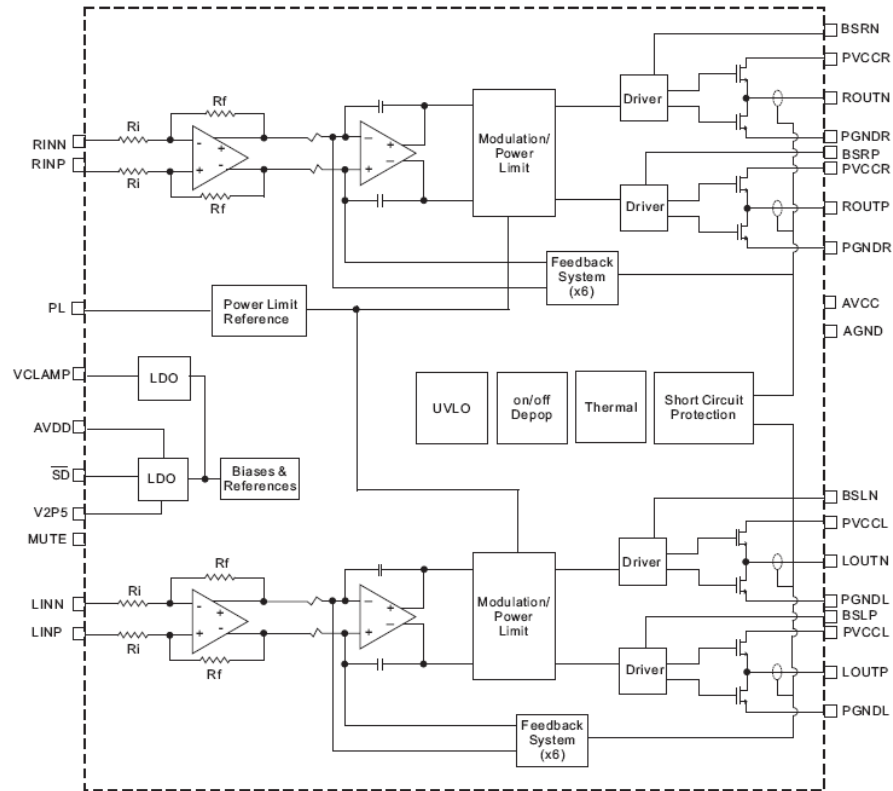 BSRN
PVCCR
Rf
Driver
ROUTN
Ri
RINN
RINP
Ri
Rf
Modulation/
Power
Limit
PGNDR
BSRP
PVCCR
Driver
ROUTP
PGNDR
Feedback
System
(x6)
PL
Power Limit
Reference
AVCC
AGND
VCLAMP
LDO
UVLO
on/off
Depop
Thermal
Short Circuit
Protection
AVDD
SD
LDO
Biases &
References
V2P5
MUTE
BSLN
PVCCL
Rf
Driver
LOUTN
Ri
LINN
LINP
Ri
Rf
Modulation/
Power
Limit
PGNDL
BSLP
PVCCL
Driver
LOUTP
PGNDL
Feedback
System
(x6)